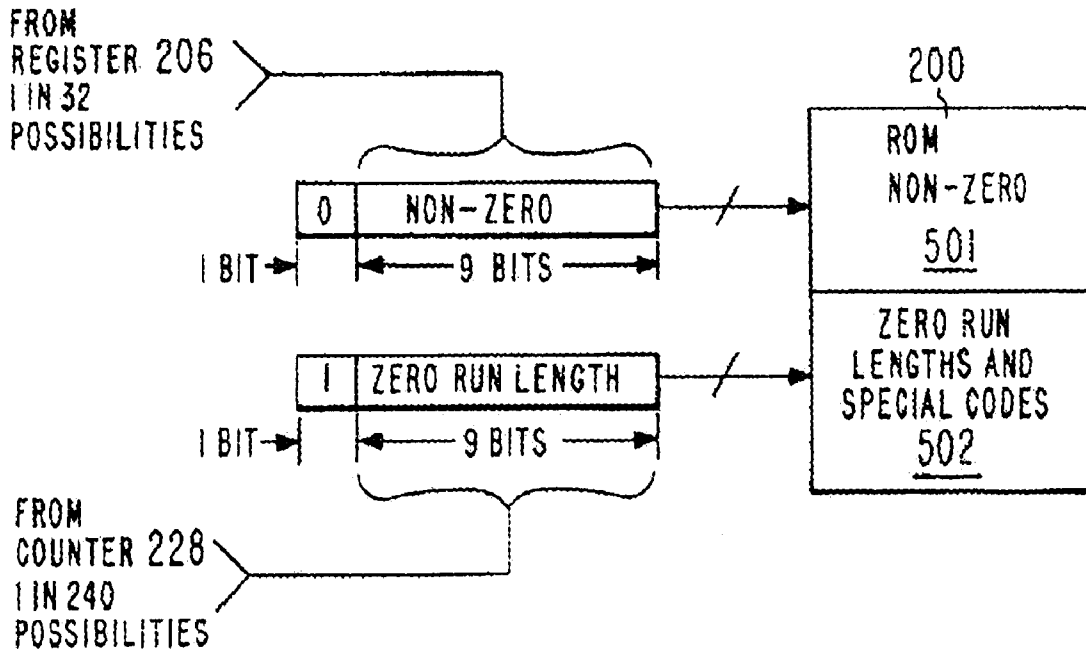 FROM
REGISTER 206
1 IN 32
POSSIBILITIES
0 NON-ZERO
1 BIT 9 BITS
1 ZERO RUN LENGTH
1 BIT 9 BITS
FROM
COUNTER 228
1 IN 240
POSSIBILITIES
200
ROM
NON-ZERO
501
ZERO RUN
LENGTHS AND
SPECIAL CODES
502